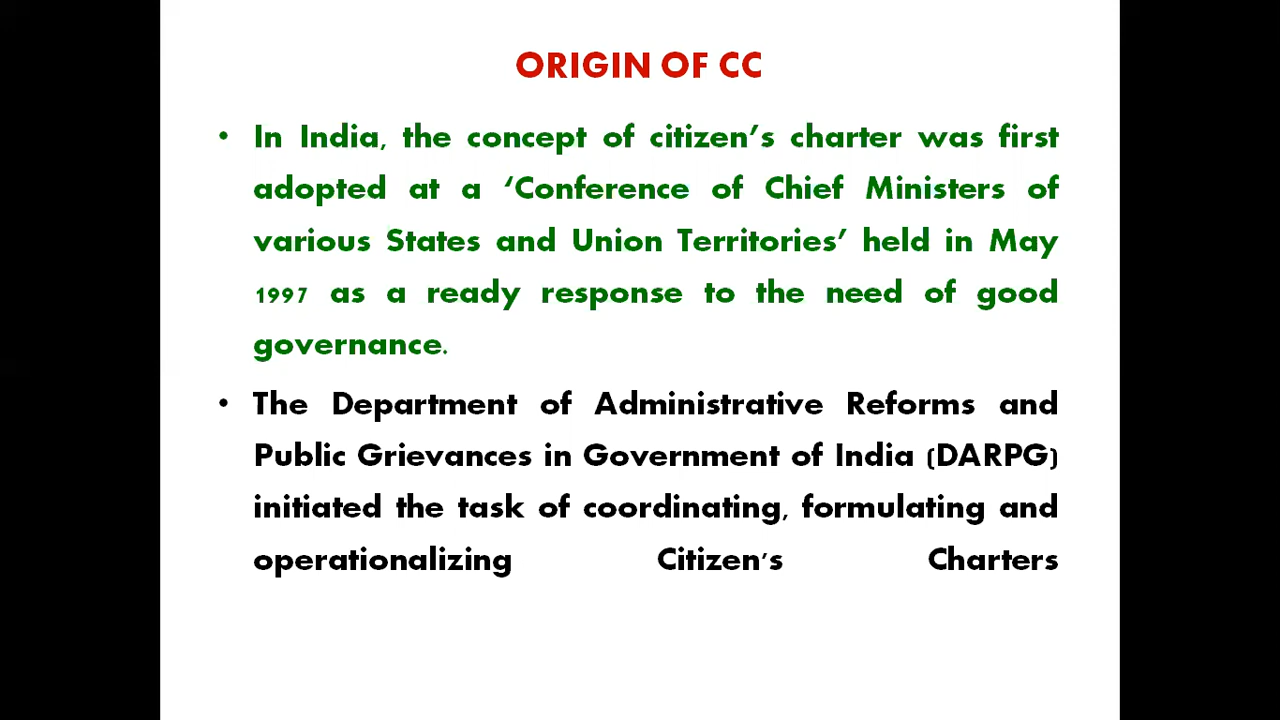 ORIGIN OF CC
• In India, the concept of citizen’s charter was first
adopted at a ‘Conference of Chief Ministers of
various States and Union Territories’ held in May
1997 as a ready response to the need of good
governance.
• The Department of Administrative Reforms and
Public Grievances in Government of India (DARPG)
initiated the task of coordinating, formulating and
operationalizing Citizen's Charters